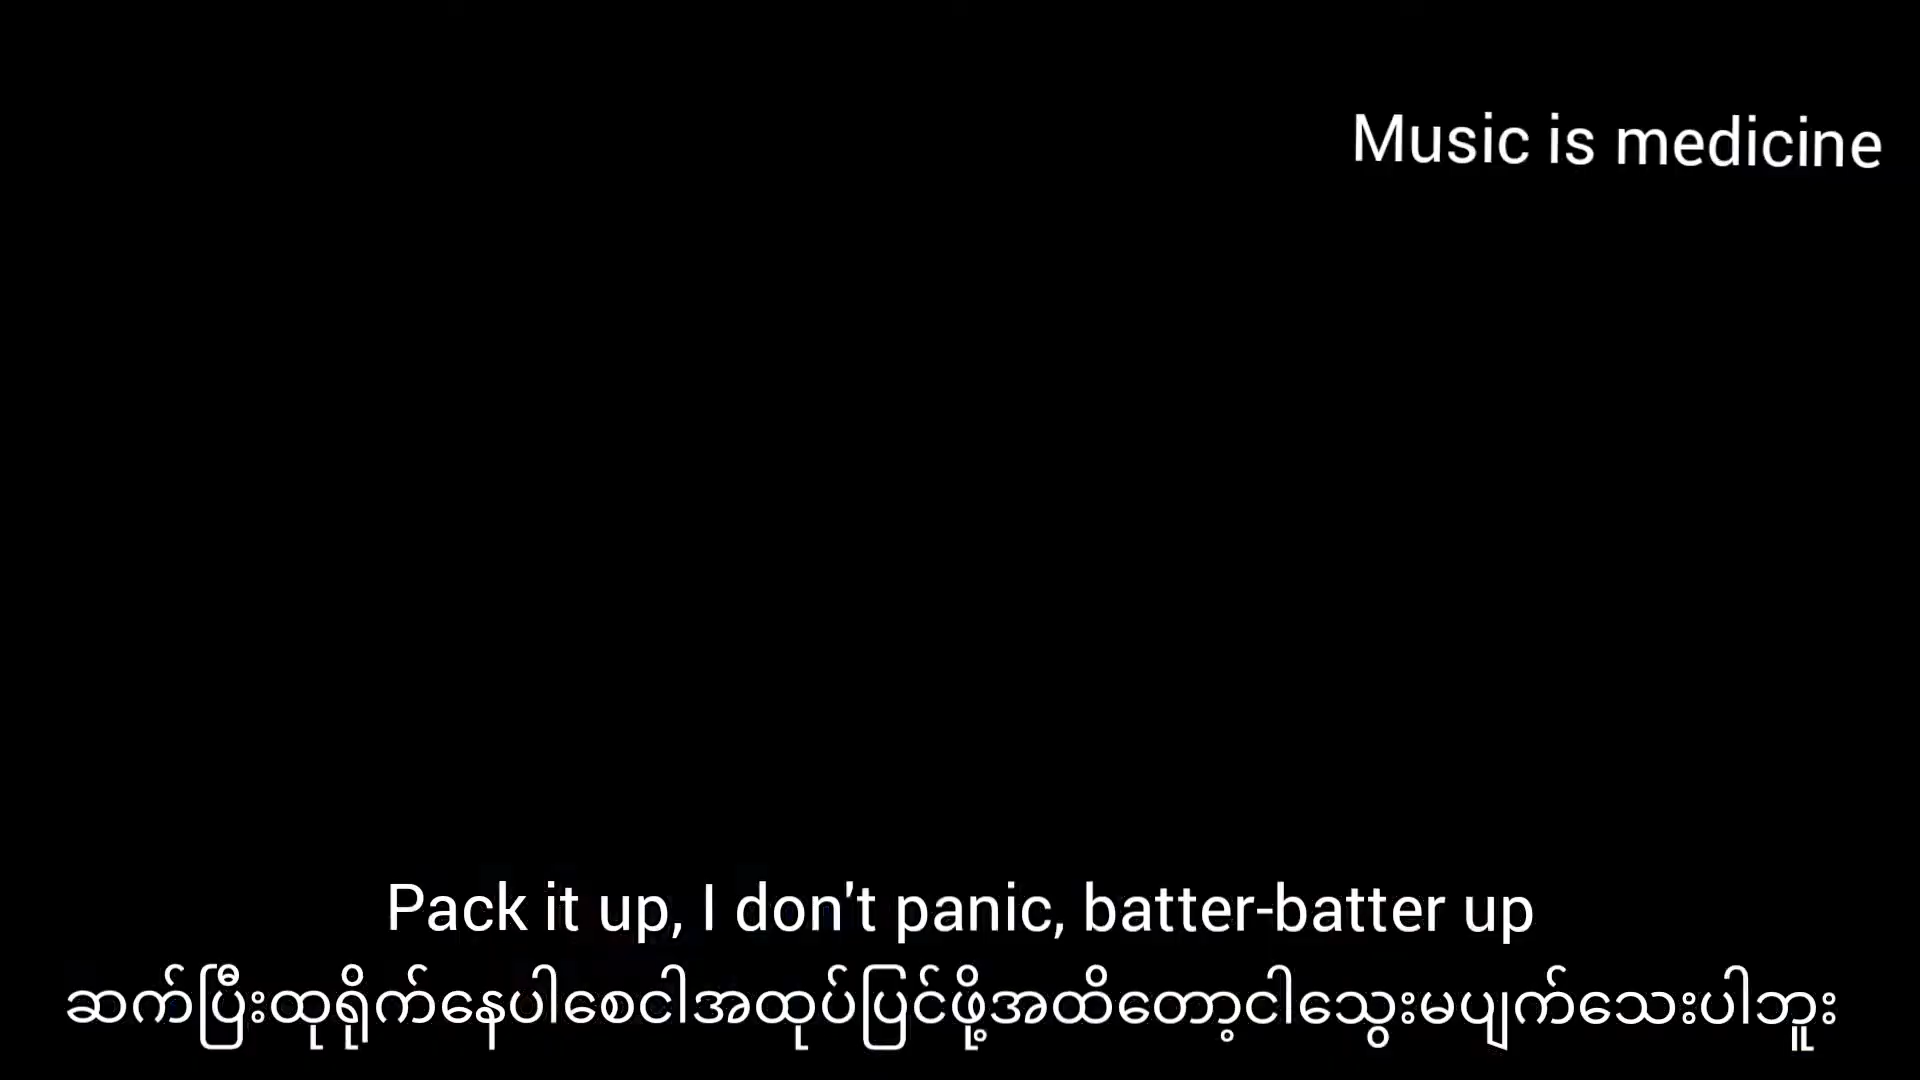 Music is medicine
Pack it up, I don't panic, batter-batter up
ဆက်ပြီးထုရိုက်နေပါစေငါအထုပ်ပြင်ဖို့အထိတော့ငါသွေးမပျက်သေးပါဘူး